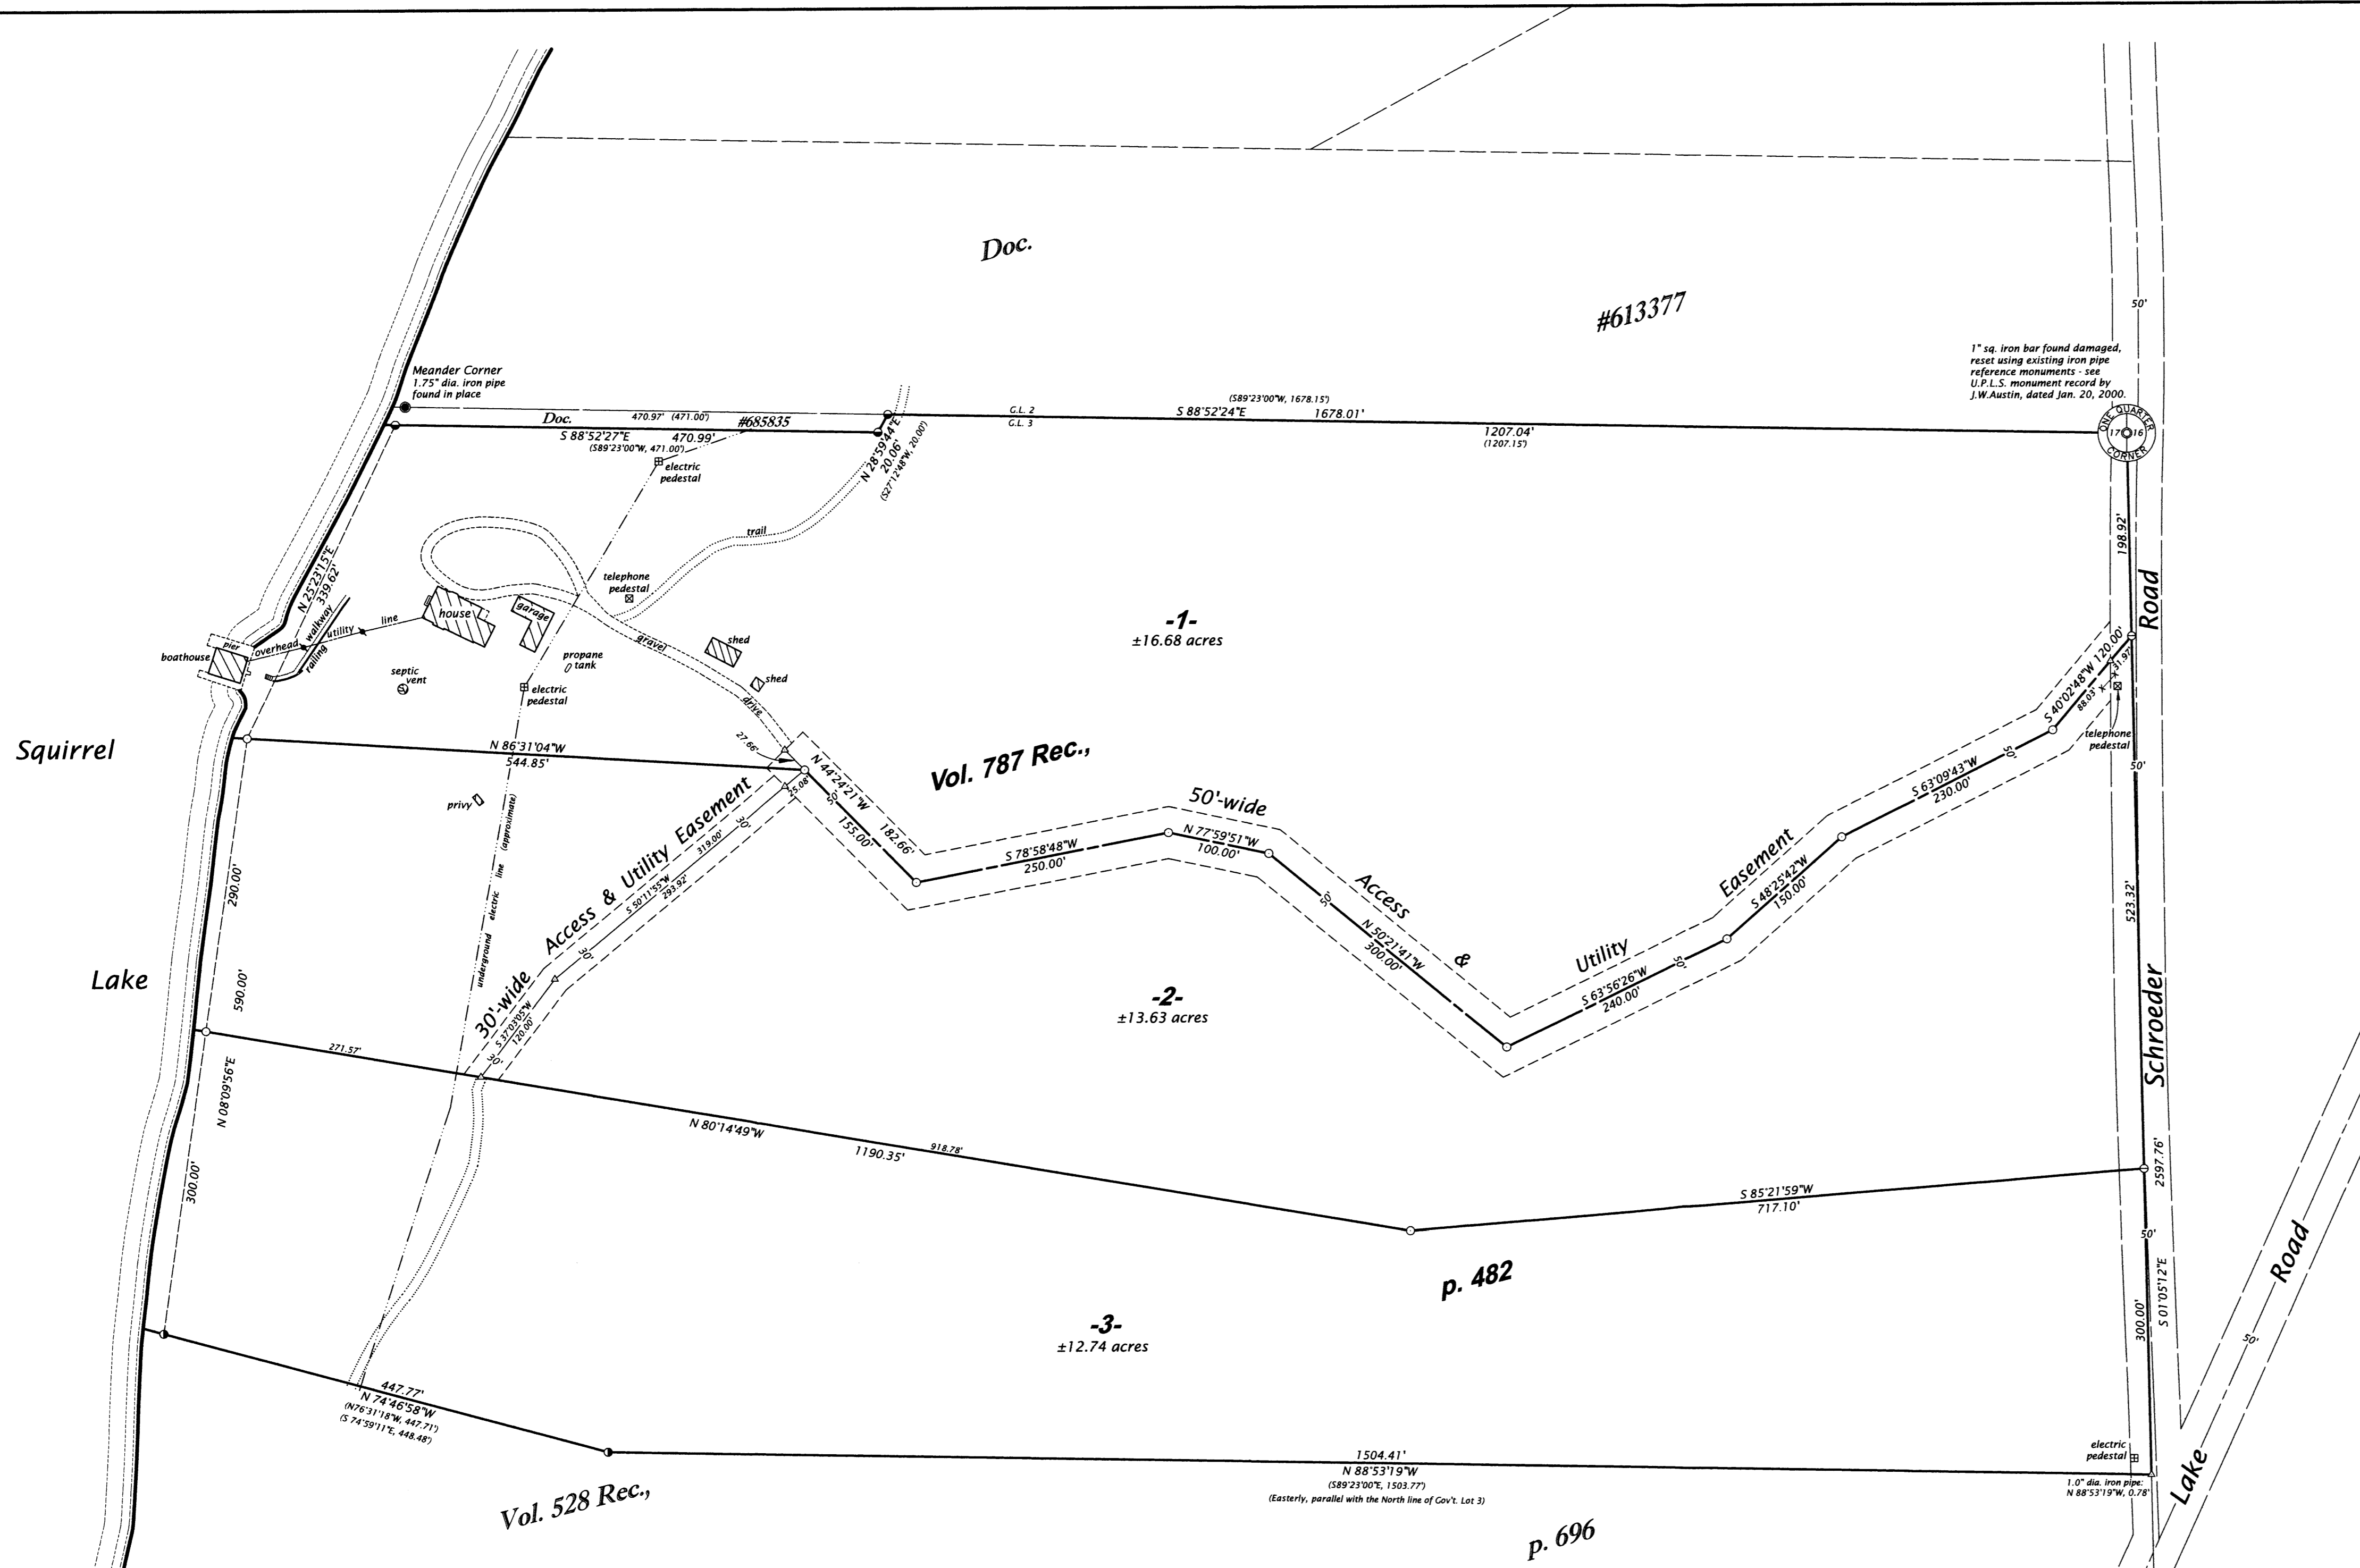 Doc.
#613377
50'
1" sq. iron bar found damaged,
reset using existing iron pipe
reference monuments - see
U.P.L.S. monument record by
J.W.Austin, dated Jan. 20, 2000.
Meander Corner
1.75" dia. iron pipe
found in place
Doc.
470.97' (471.00')
#685835
S 88°52'27"E 470.99'
(S89°23'00"W, 471.00')
electric
pedestal
N 28°59'44"E
20.06'
(S27°12'48"W, 20.00')
G.L. 2
G.L. 3
(S89°23'00"W, 1678.15')
S 88°52'24"E 1678.01'
1207.04'
(1207.15')
ONE QUARTER
17 16
CORNER
198.92'
Road
N 25°23'15"E
339.62'
trail
telephone
pedestal
house
garage
gravel
drive
shed
shed
propane
tank
boathouse
pier
overhead
utility
line
walkway
railing
septic
vent
electric
pedestal
-1-
±16.68 acres
S 40°02'48"W 120.00'
31.97'
88.03'
telephone
pedestal
50'
Squirrel
Lake
N 86°31'04"W
544.85'
27.66'
privy
underground electric line (approximate)
N 44°24'21"W
182.66'
50'
155.00'
25.08'
Vol. 787 Rec.,
50'-wide
Access
&
Utility
Easement
S 78°58'48"W
250.00'
N 77°59'51"W
100.00'
50'
N 50°21'41"W
300.00'
S 63°56'26"W
240.00'
50'
S 48°25'42"W
150.00'
S 63°09'43"W
230.00'
50'
30'-wide Access & Utility Easement
319.00'
30'
S 50°11'55"W
293.92'
30'
S 37°03'05"W
120.00'
30'
290.00'
590.00'
N 08°09'56"E
300.00'
523.32'
Schroeder
-2-
±13.63 acres
271.57'
N 80°14'49"W
918.78'
1190.35'
S 85°21'59"W
717.10'
2597.76'
50'
S 01°05'12"E
300.00'
p. 482
-3-
±12.74 acres
447.77'
N 74°46'58"W
(N76°31'18"W, 447.71')
(S 74°59'11"E, 448.48')
1504.41'
N 88°53'19"W
(S89°23'00"E, 1503.77')
(Easterly, parallel with the North line of Gov't. Lot 3)
electric
pedestal
1.0" dia. iron pipe:
N 88°53'19"W, 0.78'
Road
50'
Lake
Vol. 528 Rec.,
p. 696